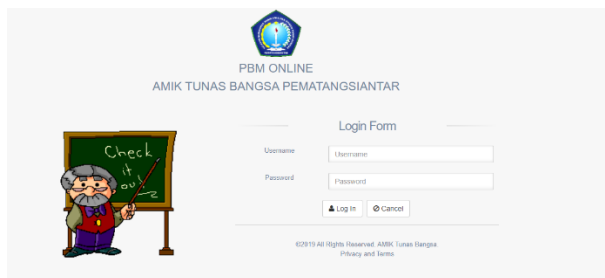 PBM ONLINE
AMIK TUNAS BANGSA PEMATANGSIANTAR
Check
it
out!
Login Form
Username
Username
Password
Password
Log In
Cancel
©2019 All Rights Reserved. AMIK Tunas Bangsa.
Privacy and Terms